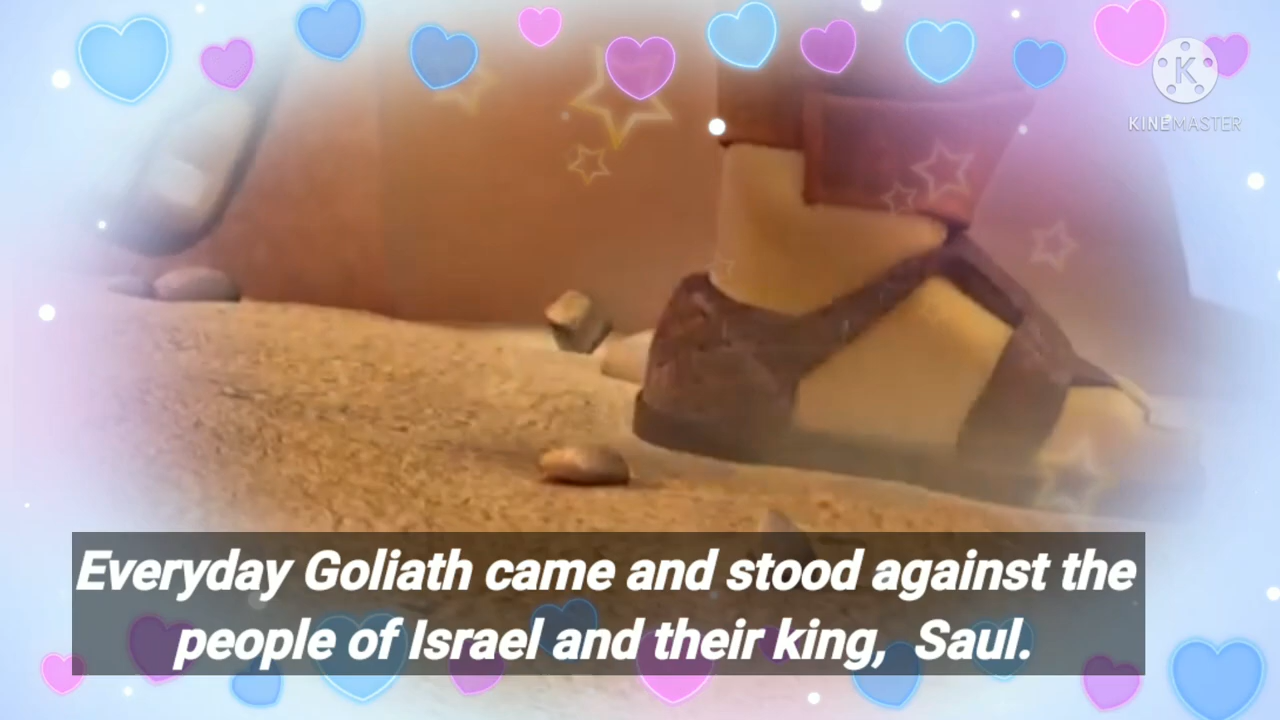 K
KINEMASTER
Everyday Goliath came and stood against the
people of Israel and their king, Saul.